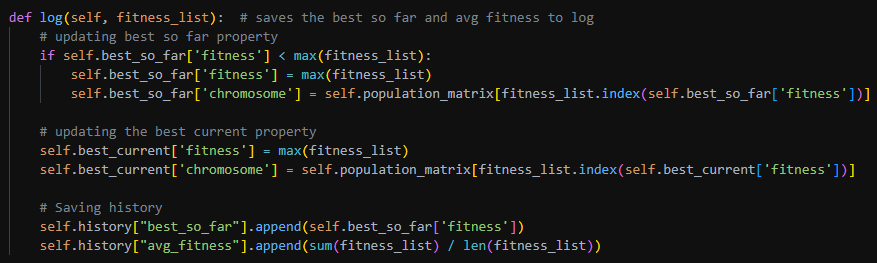 def log(self, fitness_list):  # saves the best so far and avg fitness to log
    # updating best so far property
    if self.best_so_far['fitness'] < max(fitness_list):
        self.best_so_far['fitness'] = max(fitness_list)
        self.best_so_far['chromosome'] = self.population_matrix[fitness_list.index(self.best_so_far['fitness'])]

    # updating the best current property
    self.best_current['fitness'] = max(fitness_list)
    self.best_current['chromosome'] = self.population_matrix[fitness_list.index(self.best_current['fitness'])]

    # Saving history
    self.history["best_so_far"].append(self.best_so_far['fitness'])
    self.history["avg_fitness"].append(sum(fitness_list) / len(fitness_list))